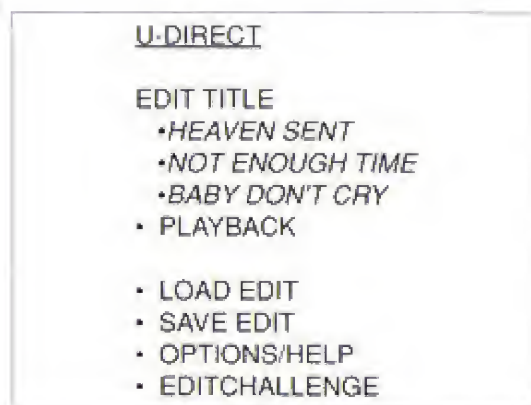 U-DIRECT
EDIT TITLE
•HEAVEN SENT
•NOT ENOUGH TIME
•BABY DON'T CRY
• PLAYBACK
• LOAD EDIT
• SAVE EDIT
• OPTIONS/HELP
• EDITCHALLENGE